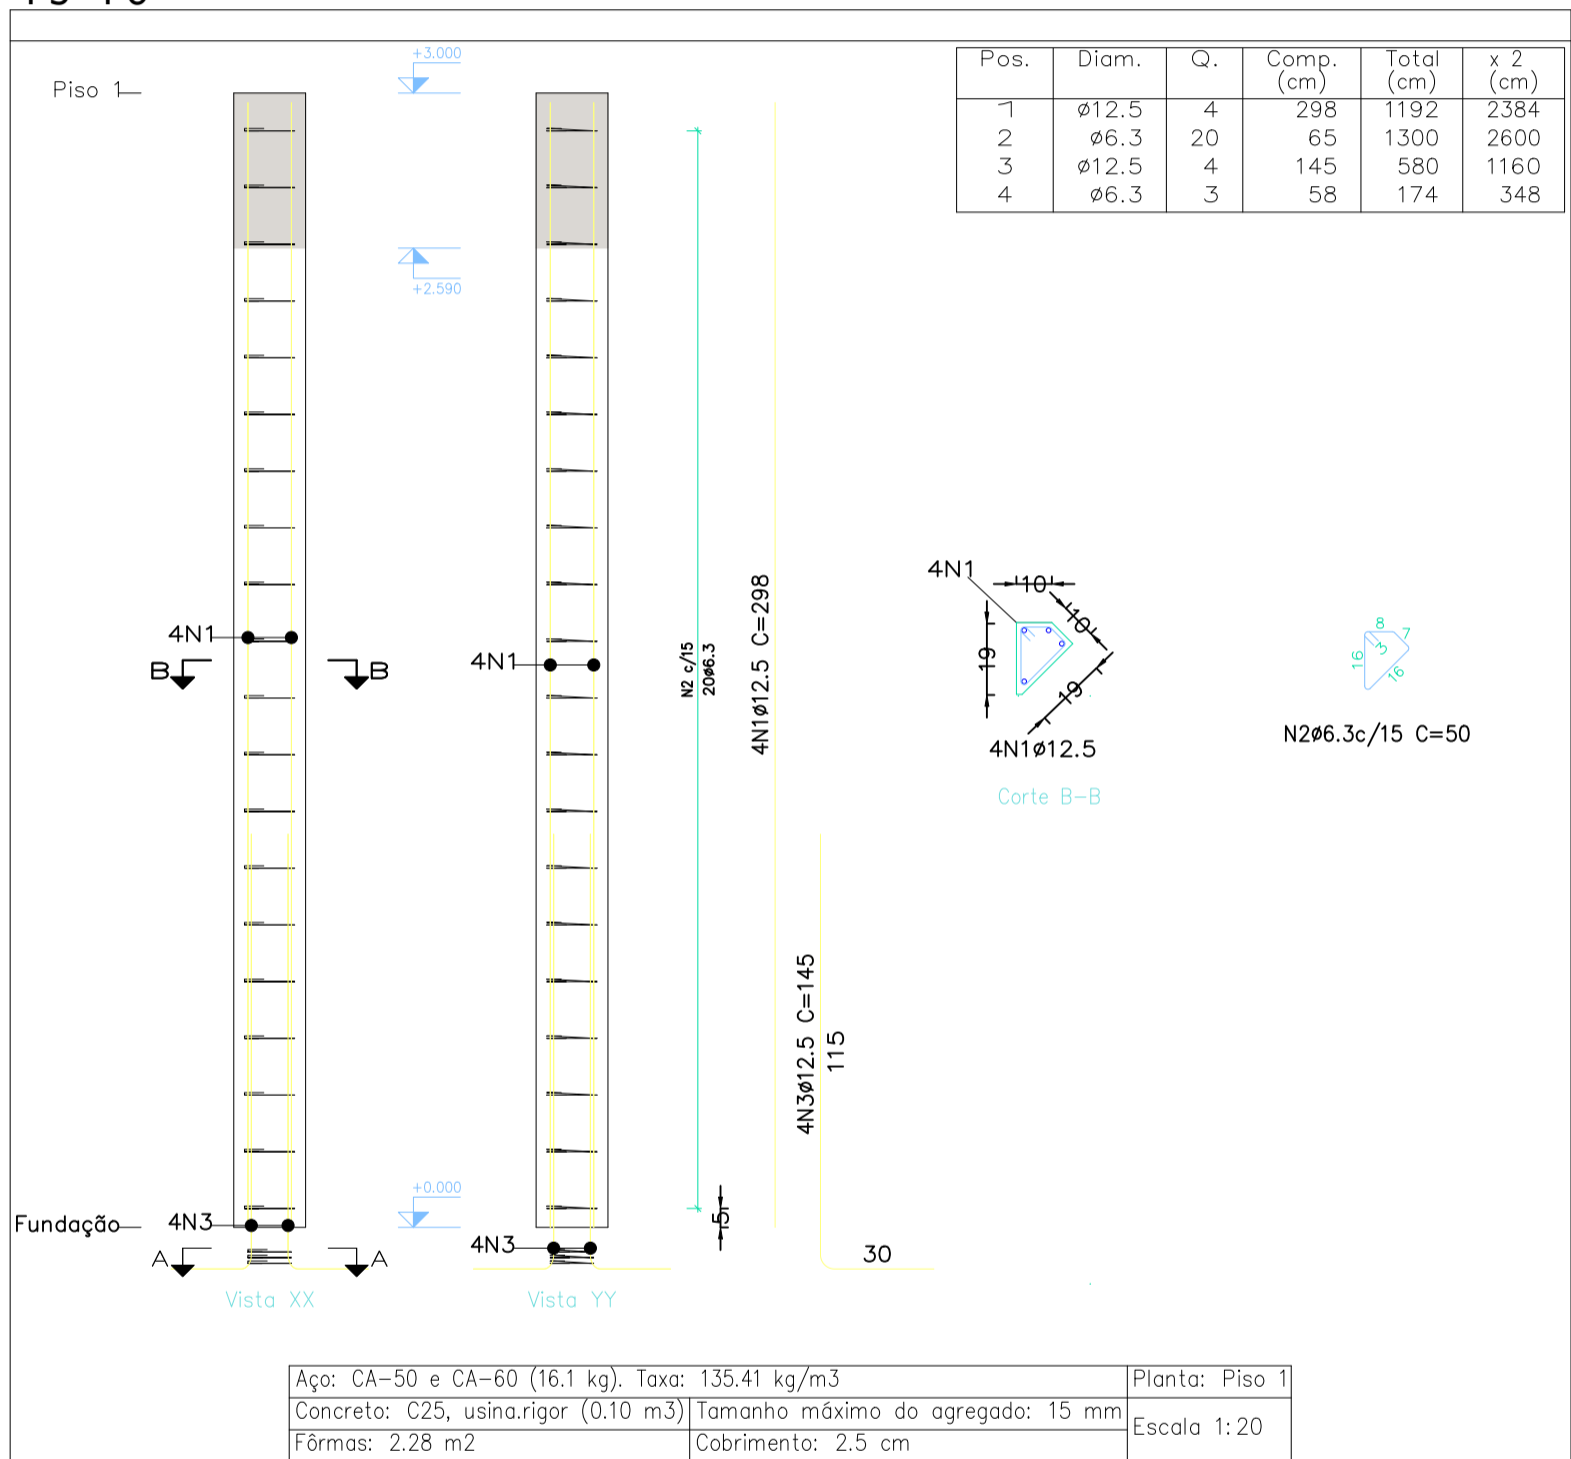 Piso 1
+3.000
+2.590
+0.000
Pos. Diam. Q. Comp. (cm) Total (cm) x 2 (cm)
1 ø12.5 4 298 1192 2384
2 ø6.3 20 65 1300 2600
3 ø12.5 4 145 580 1160
4 ø6.3 3 58 174 348
4N1
B B
4N1
N2 c/15
20ø6.3
4N1ø12.5 C=298
4N1
10
10
19
19
4N1ø12.5
Corte B-B
8
7
16
3
16
N2ø6.3c/15 C=50
4N3ø12.5 C=145
115
30
5
Fundação
4N3
4N3
A A
Vista XX
Vista YY
Aço: CA-50 e CA-60 (16.1 kg). Taxa: 135.41 kg/m3
Planta: Piso 1
Concreto: C25, usina.rigor (0.10 m3)
Tamanho máximo do agregado: 15 mm
Escala 1:20
Fôrmas: 2.28 m2
Cobrimento: 2.5 cm